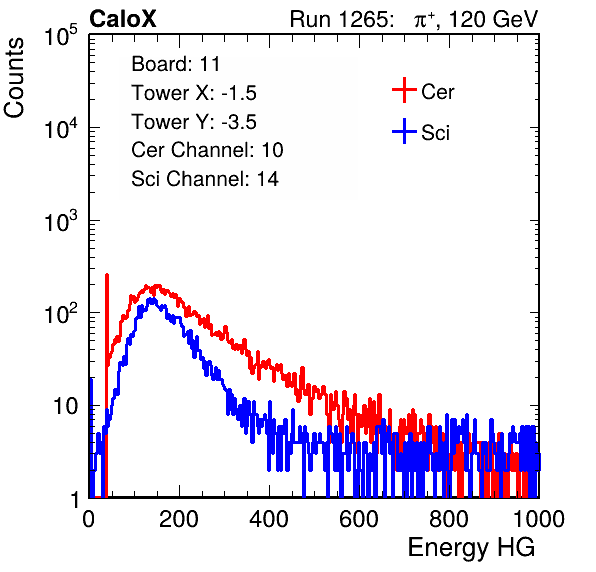 CaloX Run 1265: π⁺, 120 GeV
Counts
10⁵
10⁴
10³
10²
10
1
Board: 11
Tower X: -1.5
Tower Y: -3.5
Cer Channel: 10
Sci Channel: 14
Cer
Sci
0 200 400 600 800 1000
Energy HG